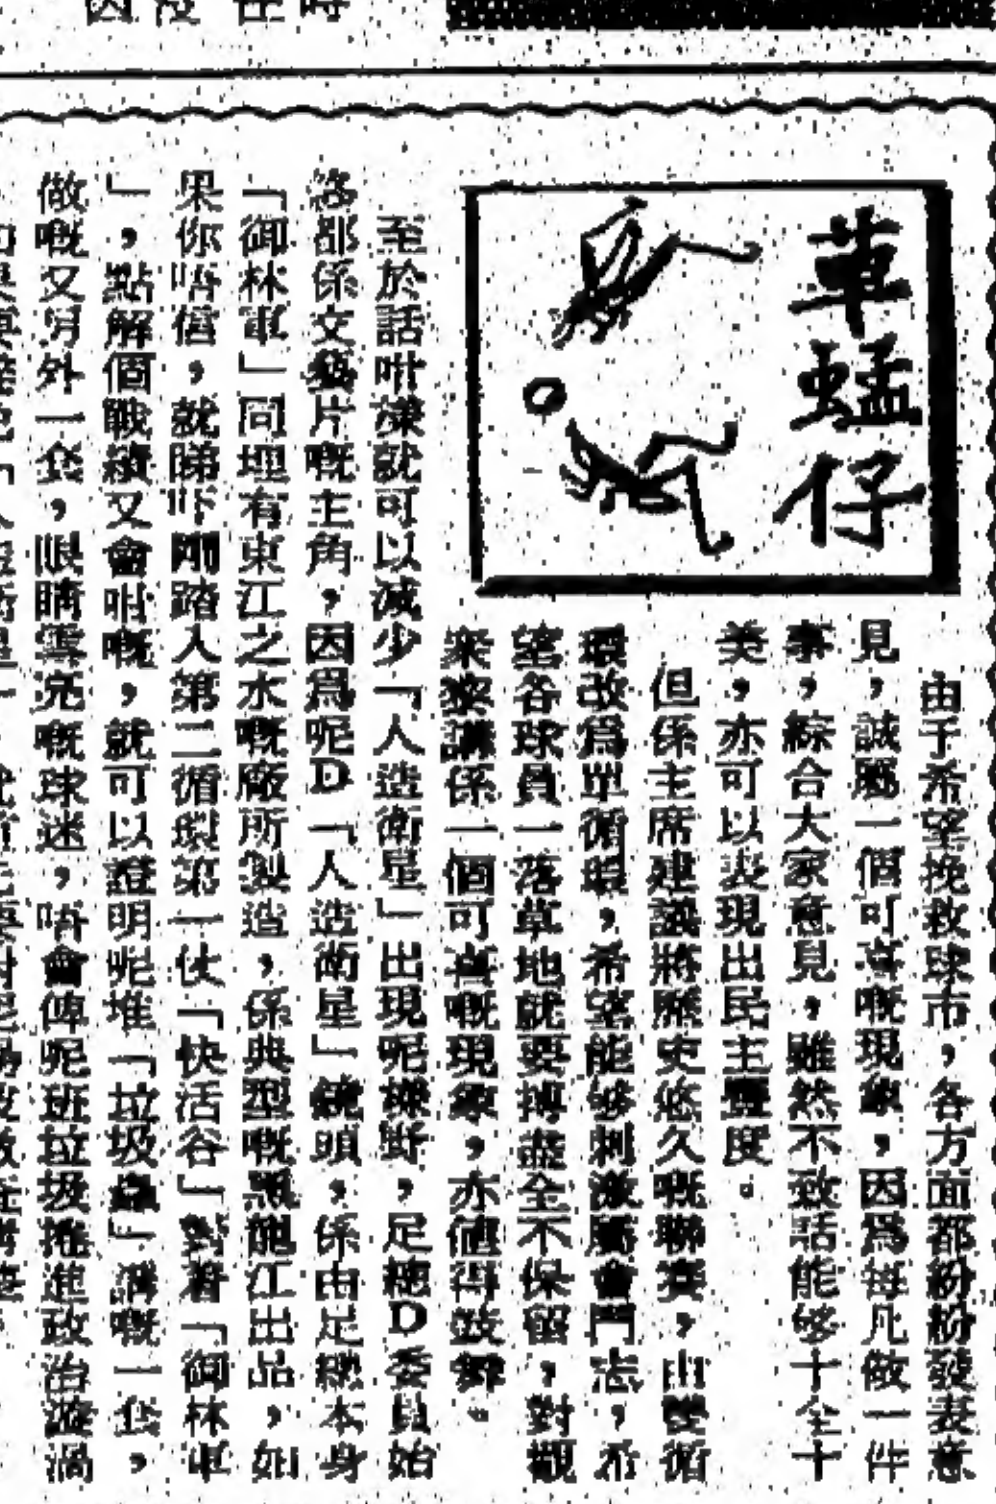 草蜢仔
由于希望挽救球市，各方面都紛紛發表意
見，誠屬一個可喜嘅現象，因爲每凡做一件
事，綜合大家意見，雖然不致話能够十全十
美，亦可以表現出民主豐度。
但係主席建議將歷史悠久嘅聯賽，由雙循
環改爲單循環，希望能够刺激屬會鬥志，希
望各球員一落草地就要搏盡全不保留，對觀
衆黎講係一個可喜嘅現象，亦值得鼓舞。
至於話咁樣就可以減少「人造衛星」出現呢樣野，足總D委員始
終都係文藝片嘅主角，因爲呢D「人造衛星」鏡頭，係由足總本身
「御林軍」同埋有東江之水嘅廠所製造，係典型嘅黑龍江出品，如
果你唔信，就睇吓剛踏入第二循環第一仗「快活谷」對着「御林軍
」，點解個戰績又會咁嘅，就可以證明呢堆「垃圾蟲」講嘅一套，
做嘅又另外一套，眼睛雪亮嘅球迷，唔會俾呢班垃圾推進政治漩渦